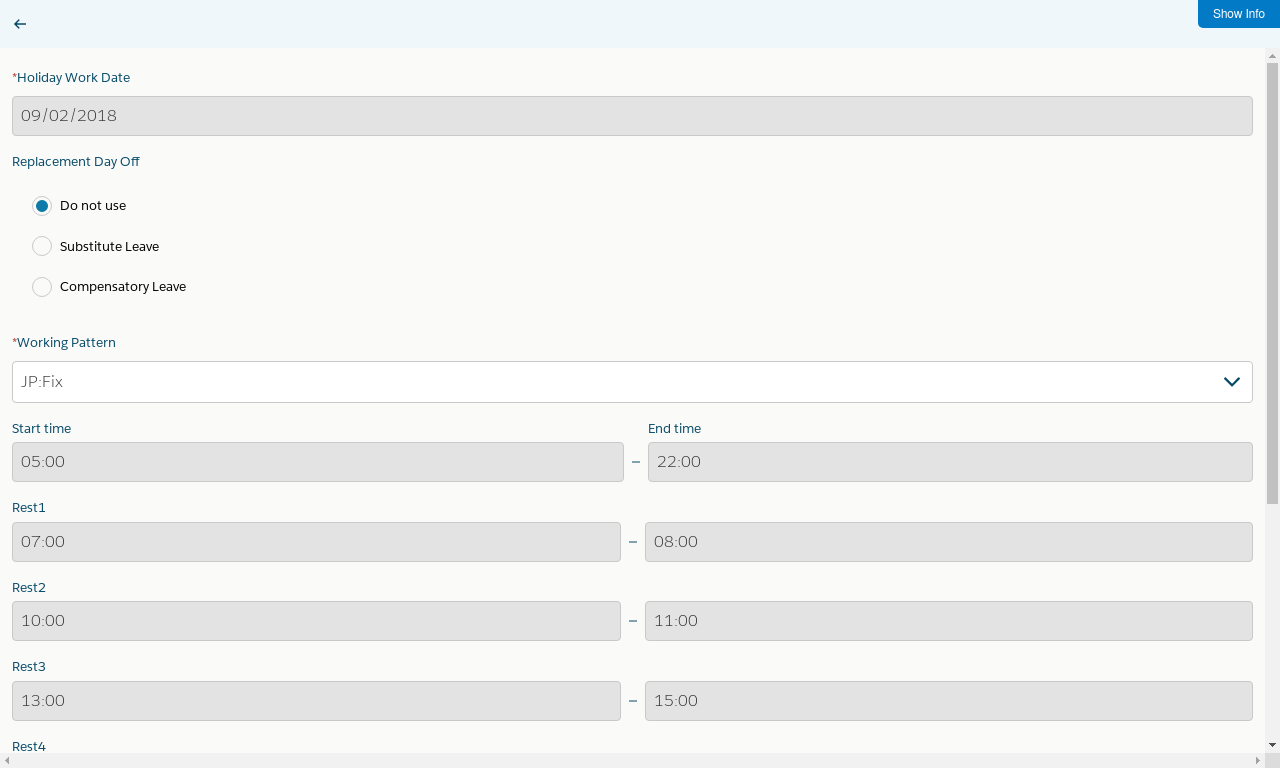 Show Info
*Holiday Work Date
09/02/2018
Replacement Day Off
Do not use
Substitute Leave
Compensatory Leave
*Working Pattern
JP:Fix
Start time End time
05:00 – 22:00
Rest1
07:00 – 08:00
Rest2
10:00 – 11:00
Rest3
13:00 – 15:00
Rest4